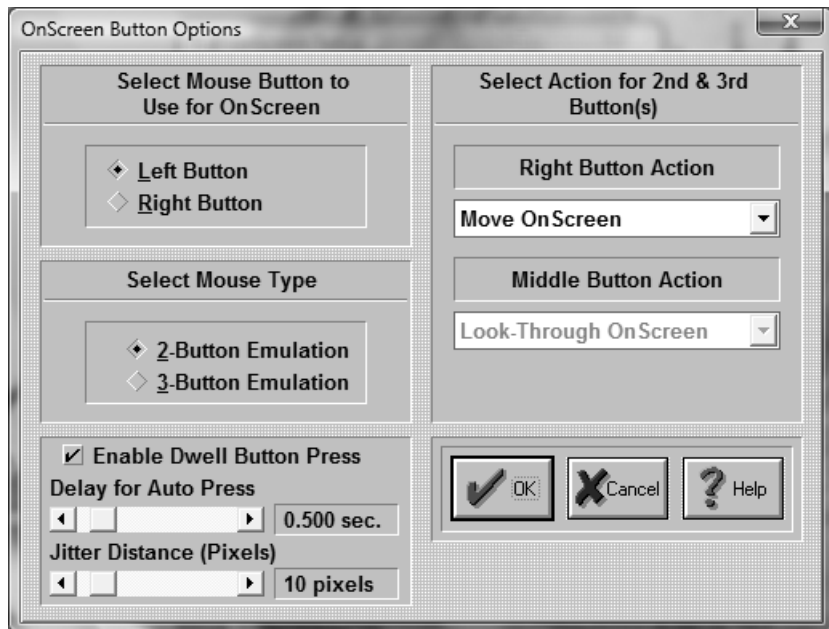 OnScreen Button Options
Select Mouse Button to
Use for OnScreen
Left Button
Right Button
Select Mouse Type
2-Button Emulation
3-Button Emulation
Enable Dwell Button Press
Delay for Auto Press
0.500 sec.
Jitter Distance (Pixels)
10 pixels
Select Action for 2nd & 3rd
Button(s)
Right Button Action
Move OnScreen
Middle Button Action
Look-Through OnScreen
OK
Cancel
Help